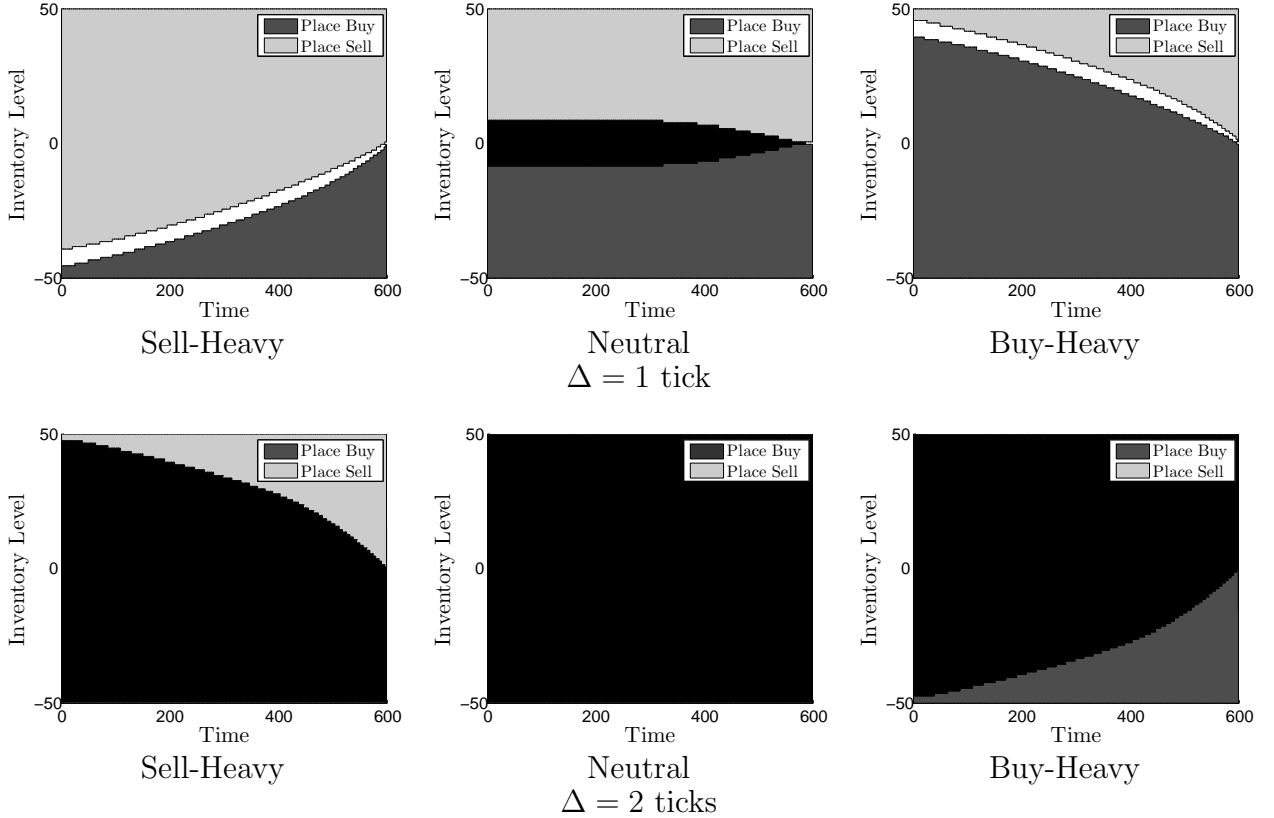 50
Place Buy
Place Sell
0
−50
0 200 400 600
Inventory Level
Time
Sell-Heavy
50
Place Buy
Place Sell
0
−50
0 200 400 600
Inventory Level
Time
Neutral
50
Place Buy
Place Sell
0
−50
0 200 400 600
Inventory Level
Time
Buy-Heavy
Δ = 1 tick
50
Place Buy
Place Sell
0
−50
0 200 400 600
Inventory Level
Time
Sell-Heavy
50
Place Buy
Place Sell
0
−50
0 200 400 600
Inventory Level
Time
Neutral
50
Place Buy
Place Sell
0
−50
0 200 400 600
Inventory Level
Time
Buy-Heavy
Δ = 2 ticks